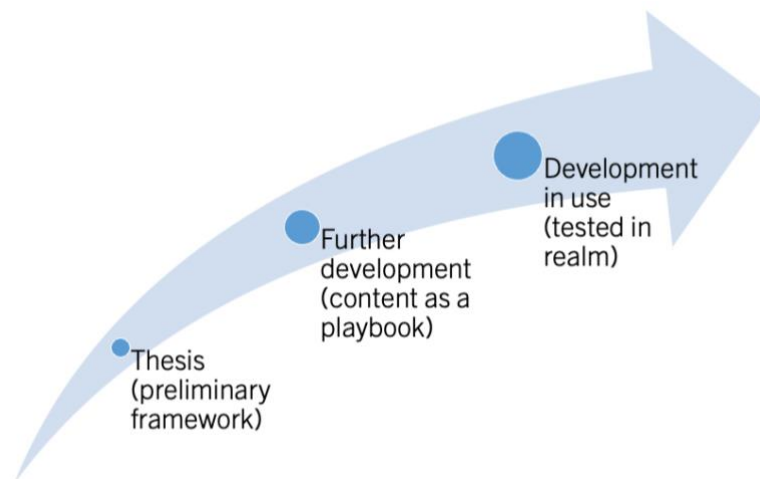 Thesis
(preliminary
framework)
Further
development
(content as a
playbook)
Development
in use
(tested in
realm)